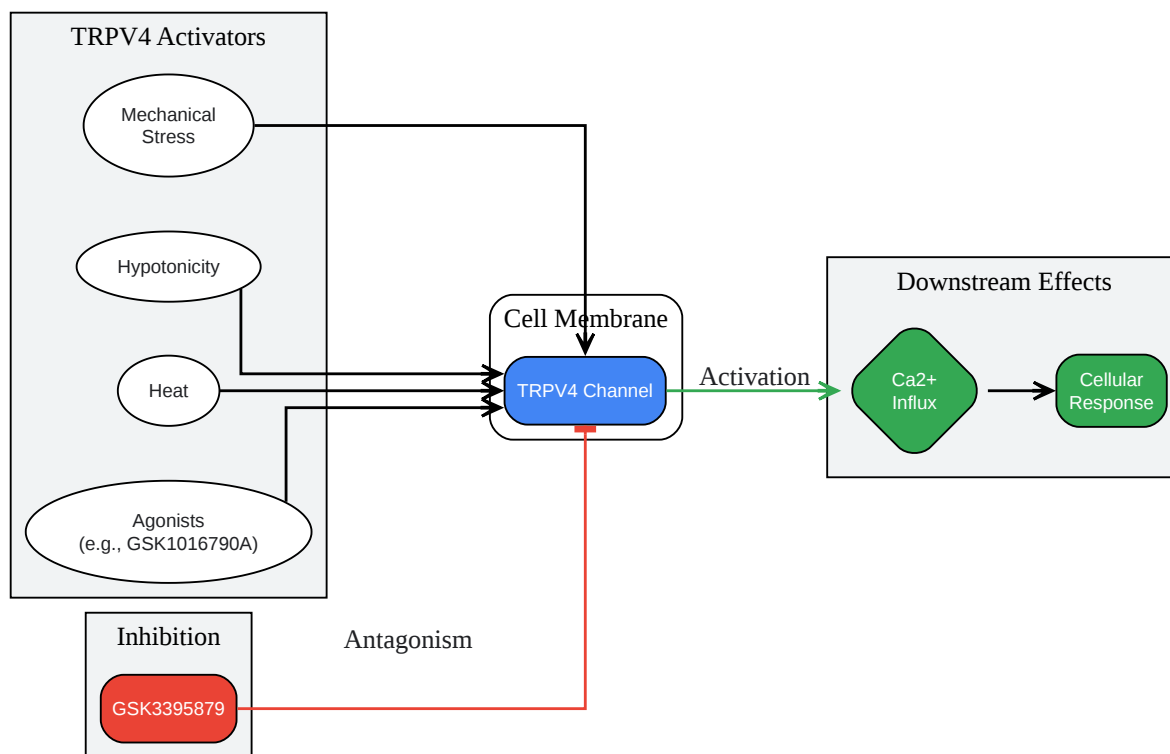 TRPV4 Activators
Mechanical
Stress
Hypotonicity
Heat
Agonists
(e.g., GSK1016790A)
Cell Membrane
TRPV4 Channel
Activation
Downstream Effects
Ca2+
Influx
Cellular
Response
Inhibition
GSK3395879
Antagonism